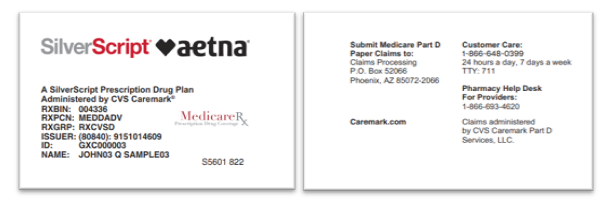 SilverScript® aetna®
A SilverScript Prescription Drug Plan
Administered by CVS Caremark®
RXBIN: 004336
RXPCN: MEDDADV
RXGRP: RXCVSD
ISSUER: (80840): 9151014609
ID: GXC000003
NAME: JOHN03 Q SAMPLE03
MedicareRx
Prescription Drug Coverage
S5601 822
Submit Medicare Part D
Paper Claims to:
Claims Processing
P.O. Box 52066
Phoenix, AZ 85072-2066
Caremark.com
Customer Care:
1-866-648-0399
24 hours a day, 7 days a week
TTY: 711
Pharmacy Help Desk
For Providers:
1-866-693-4620
Claims administered
by CVS Caremark Part D
Services, LLC.